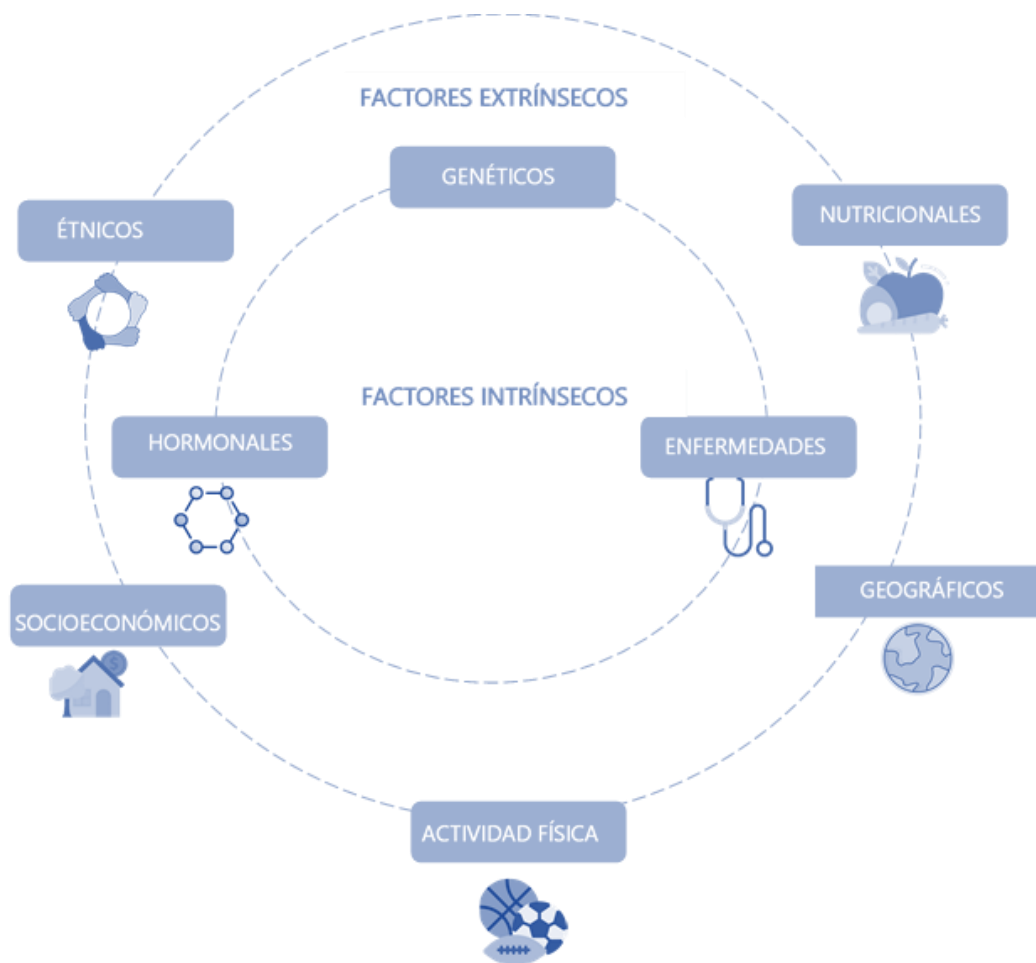 FACTORES EXTRÍNSECOS
GENÉTICOS
ÉTNICOS
NUTRICIONALES
FACTORES INTRÍNSECOS
HORMONALES
ENFERMEDADES
SOCIOECONÓMICOS
GEOGRÁFICOS
ACTIVIDAD FÍSICA
$